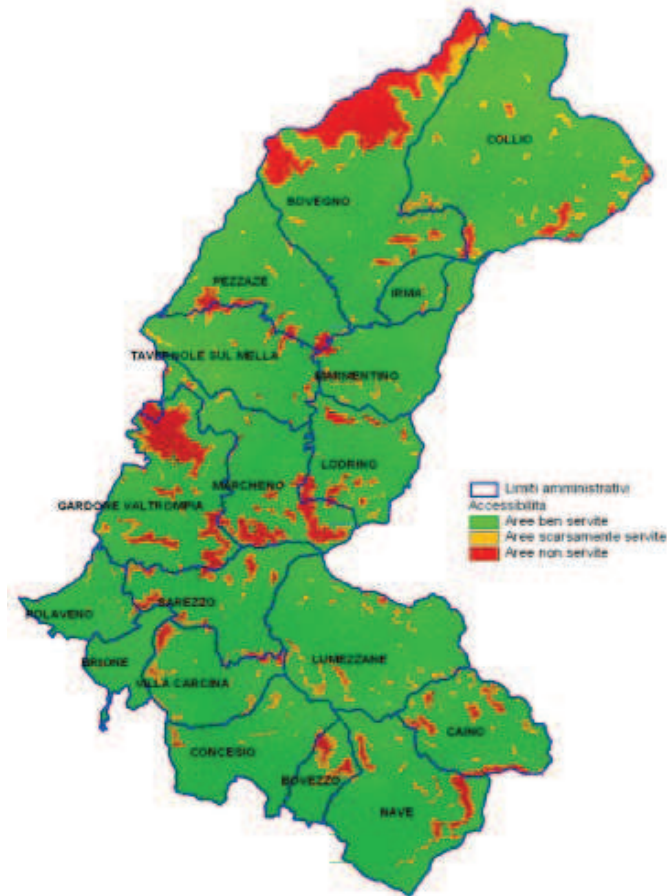 COLLIO
BOVEGNO
PEZZAZE
IRMA
TAVERNOLE SUL MELLA
MARMENTINO
LODRINO
MARCHENO
GARDONE VALTROMPIA
Limiti amministrativi
Accessibilità
Aree ben servite
Aree scarsamente servite
Aree non servite
SAREZZO
POLAVENO
BRIONE
LUMEZZANE
VILLA CARCINA
CAINO
CONCESIO
BOVEZZO
NAVE